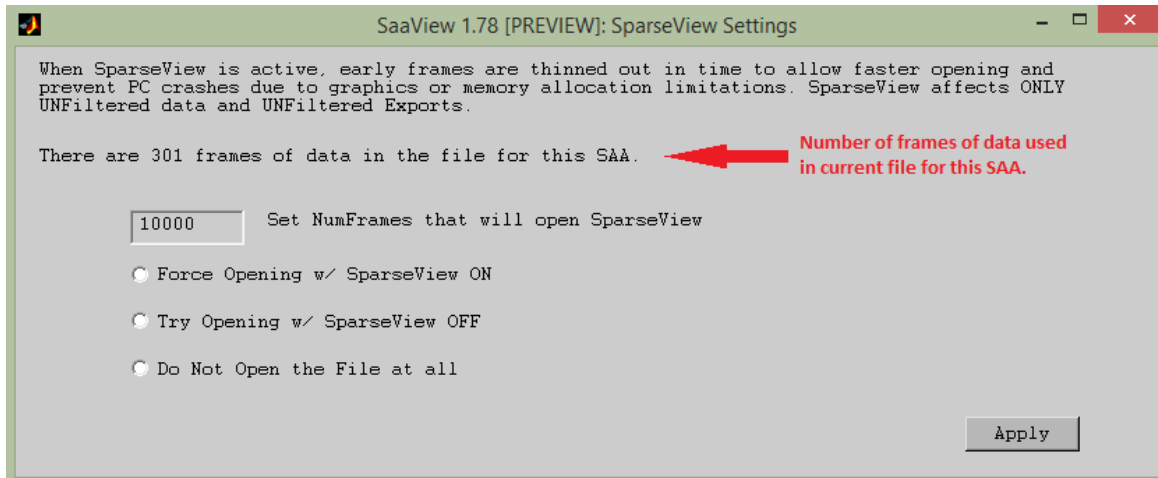 SaaView 1.78 [PREVIEW]: SparseView Settings
When SparseView is active, early frames are thinned out in time to allow faster opening and
prevent PC crashes due to graphics or memory allocation limitations. SparseView affects ONLY
UNFiltered data and UNFiltered Exports.
There are 301 frames of data in the file for this SAA.
Number of frames of data used
in current file for this SAA.
10000 Set NumFrames that will open SparseView
Force Opening w/ SparseView ON
Try Opening w/ SparseView OFF
Do Not Open the File at all
Apply